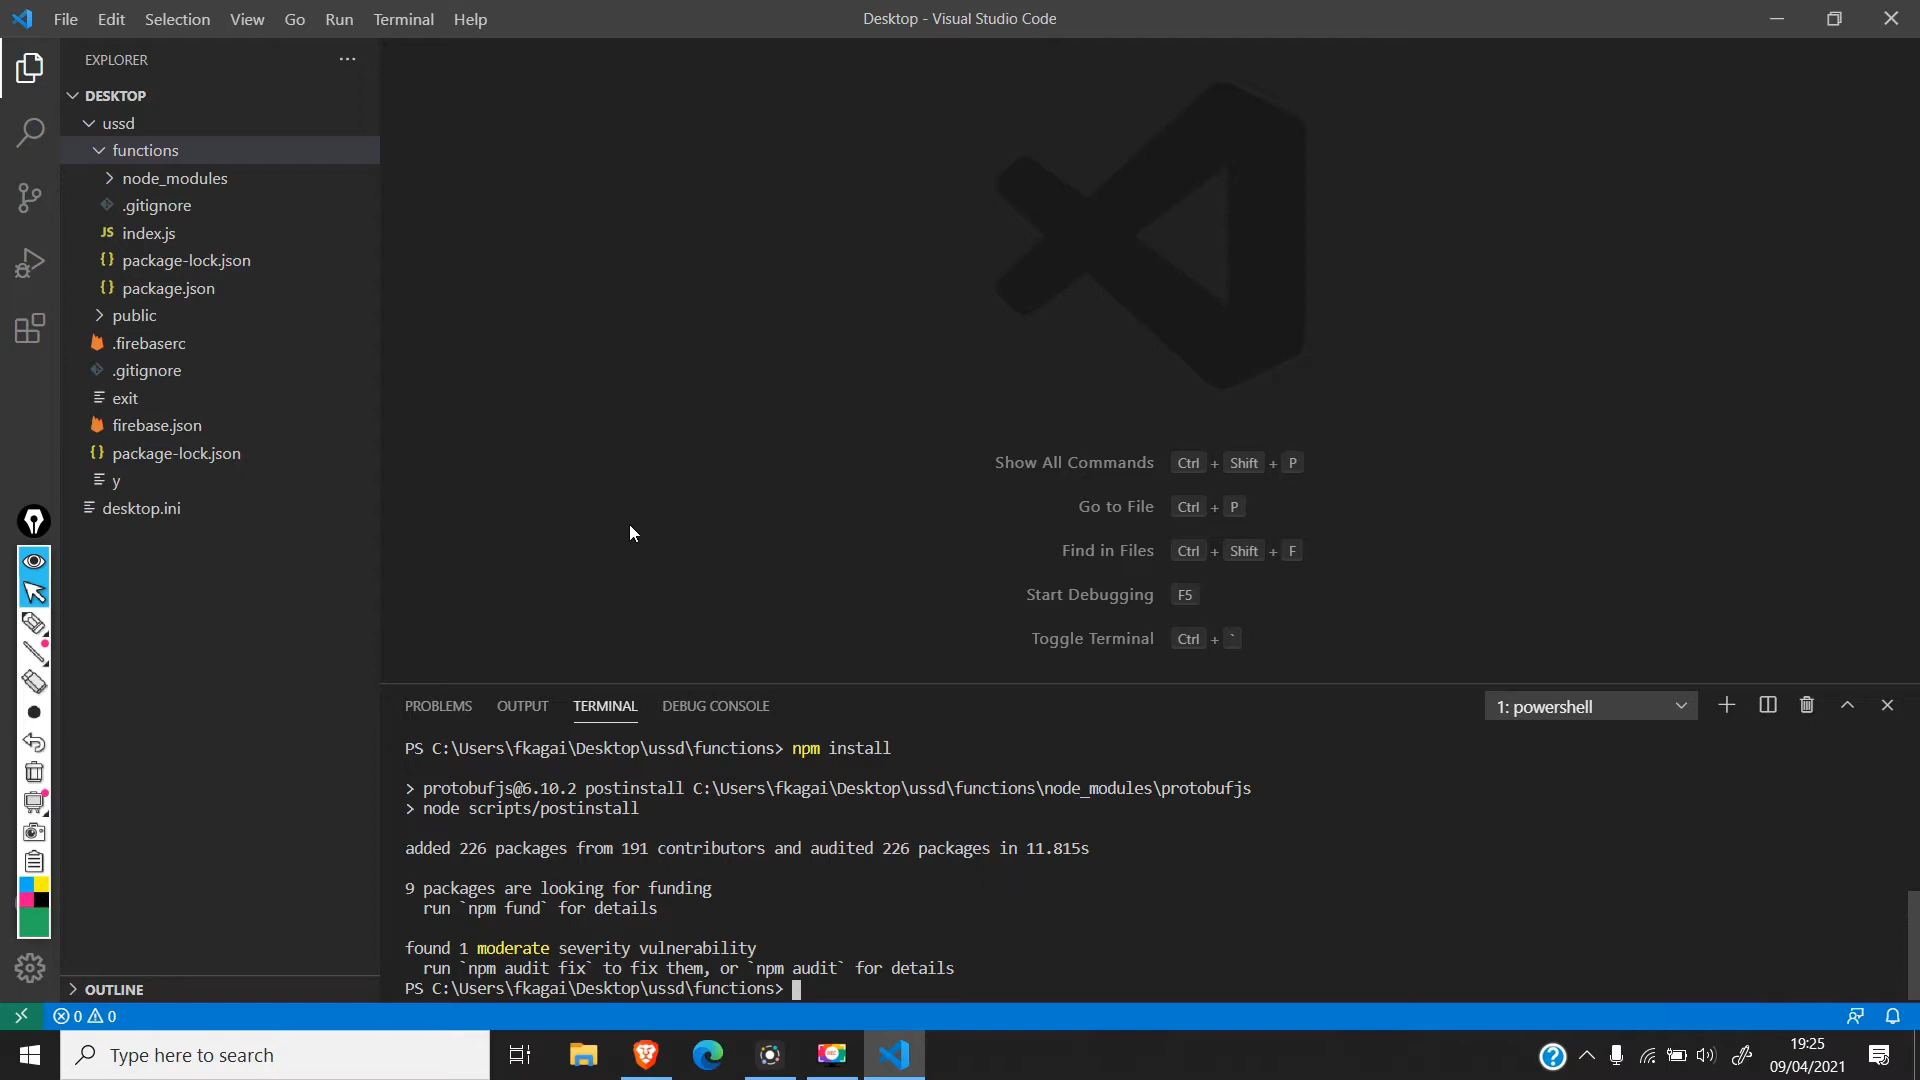 File Edit Selection View Go Run Terminal Help
Desktop - Visual Studio Code
EXPLORER
DESKTOP
ussd
functions
node_modules
.gitignore
JS index.js
{} package-lock.json
{} package.json
public
.firebaserc
.gitignore
exit
firebase.json
{} package-lock.json
y
desktop.ini
OUTLINE
Show All Commands Ctrl + Shift + P
Go to File Ctrl + P
Find in Files Ctrl + Shift + F
Start Debugging F5
Toggle Terminal Ctrl + `
PROBLEMS OUTPUT TERMINAL DEBUG CONSOLE
1: powershell
PS C:\Users\fkagai\Desktop\ussd\functions> npm install
> protobufjs@6.10.2 postinstall C:\Users\fkagai\Desktop\ussd\functions\node_modules\protobufjs
> node scripts/postinstall
added 226 packages from 191 contributors and audited 226 packages in 11.815s
9 packages are looking for funding
run `npm fund` for details
found 1 moderate severity vulnerability
run `npm audit fix` to fix them, or `npm audit` for details
PS C:\Users\fkagai\Desktop\ussd\functions>
0 0
Type here to search
19:25
09/04/2021